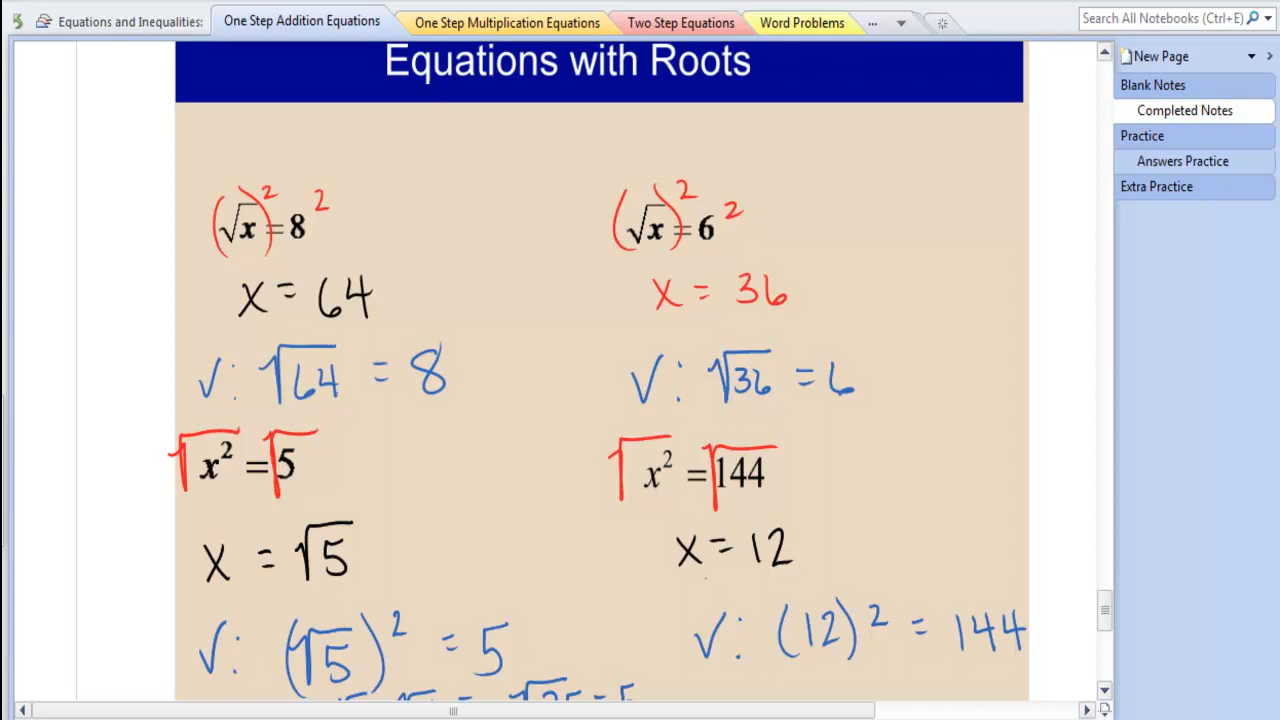 Equations and Inequalities:
One Step Addition Equations
One Step Multiplication Equations
Two Step Equations
Word Problems
...
Search All Notebooks (Ctrl+E)
New Page
Blank Notes
Completed Notes
Practice
Answers Practice
Extra Practice
Equations with Roots
(√x)² = 8²
x = 64
√: √64 = 8
√x² = √5
x = √5
√: (√5)² = 5
(√x)² = 6²
x = 36
√: √36 = 6
√x² = √144
x = 12
√: (12)² = 144